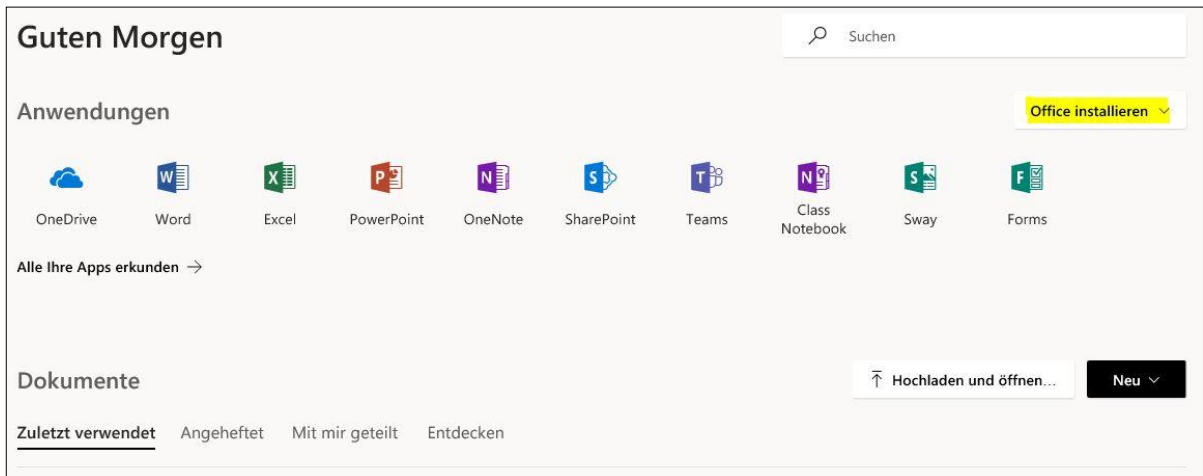 Guten Morgen
Suchen
Anwendungen
Office installieren
OneDrive
Word
Excel
PowerPoint
OneNote
SharePoint
Teams
Class
Notebook
Sway
Forms
Alle Ihre Apps erkunden →
Dokumente
Hochladen und öffnen...
Neu
Zuletzt verwendet Angeheftet Mit mir geteilt Entdecken